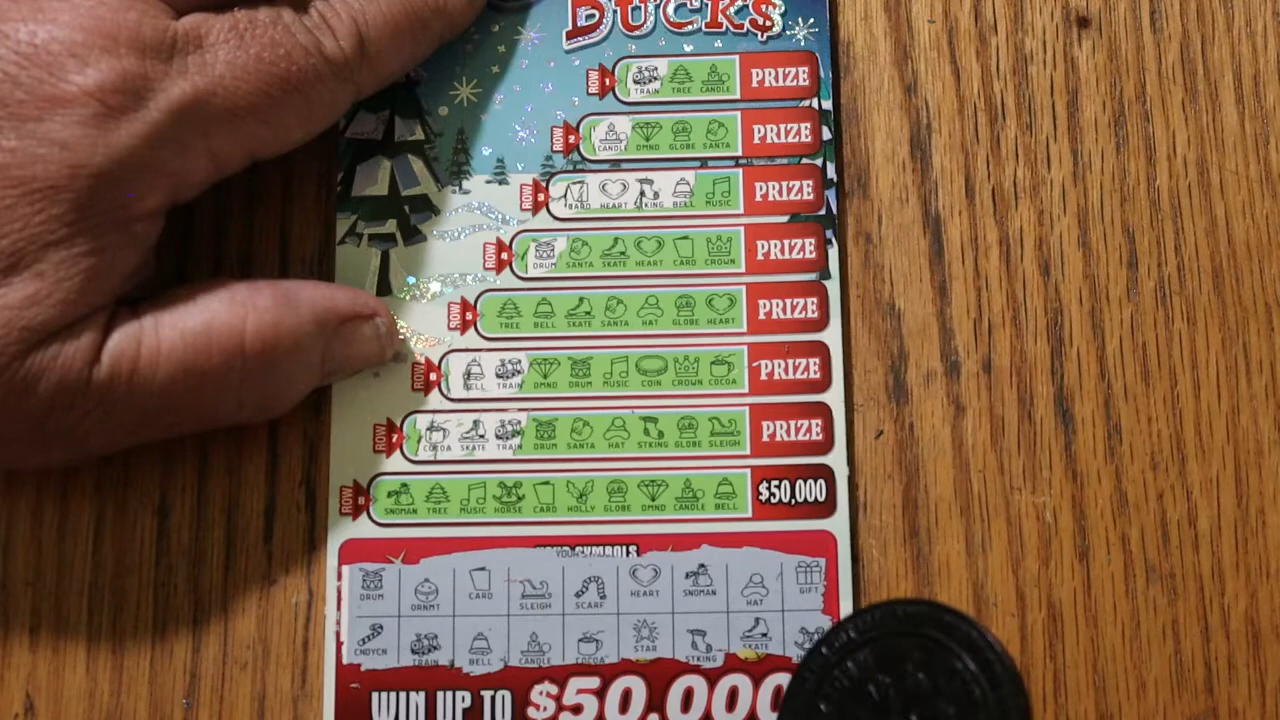 DUCK$
ROW 1 TRAIN TREE CANDLE PRIZE
ROW 2 CANDLE DMND GLOBE SANTA PRIZE
ROW 3 CARD HEART STKING BELL MUSIC PRIZE
ROW 4 DRUM SANTA SKATE HEART CARD CROWN PRIZE
ROW 5 TREE BELL SKATE SANTA HAT GLOBE HEART PRIZE
ROW 6 BELL TRAIN DMND DRUM MUSIC COIN CROWN COCOA PRIZE
ROW 7 COCOA SKATE TRAIN DRUM SANTA HAT STKING GLOBE SLEIGH PRIZE
ROW 8 SNOMAN TREE MUSIC HORSE CARD HOLLY GLOBE DMND CANDLE BELL $50,000
YOUR SYMBOLS
DRUM ORNMT CARD SLEIGH SCARF HEART SNOMAN HAT GIFT
CNDYCN TRAIN BELL CANDLE COCOA STAR STKING SKATE
WIN UP TO $50,000